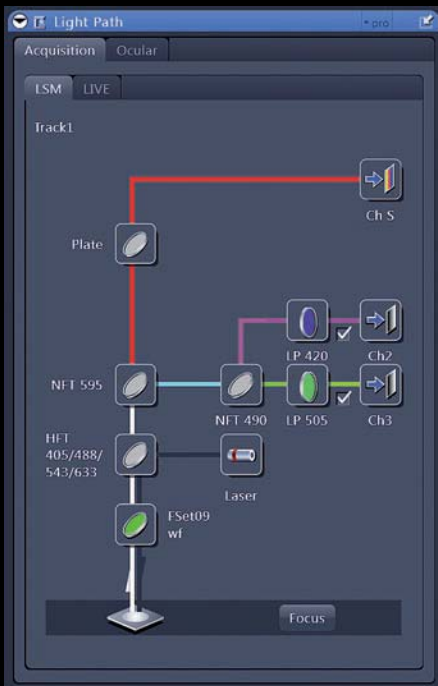 Light Path
pro
Acquisition
Ocular
LSM
LIVE
Track1
Ch S
Plate
LP 420
Ch2
NFT 595
NFT 490
LP 505
Ch3
HFT
405/488/
543/633
Laser
FSet09
wf
Focus